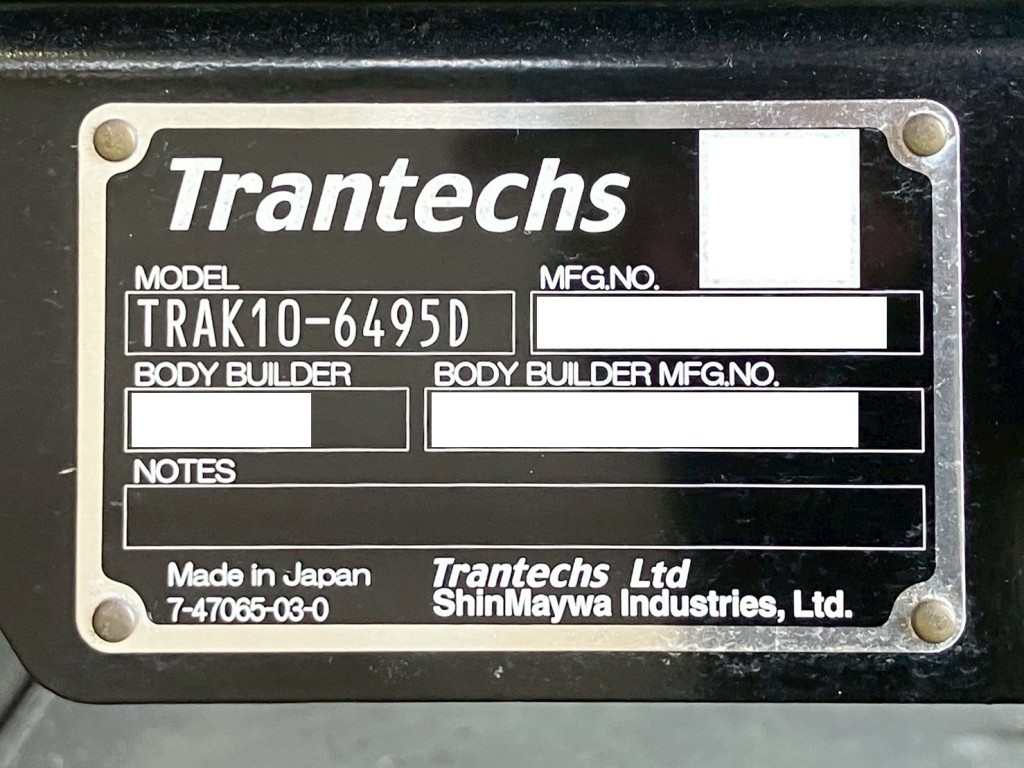 Trantechs
MODEL MFG.NO.
TRAK10-6495D
BODY BUILDER BODY BUILDER MFG.NO.
NOTES
Made in Japan Trantechs Ltd
7-47065-03-0 ShinMaywa Industries, Ltd.